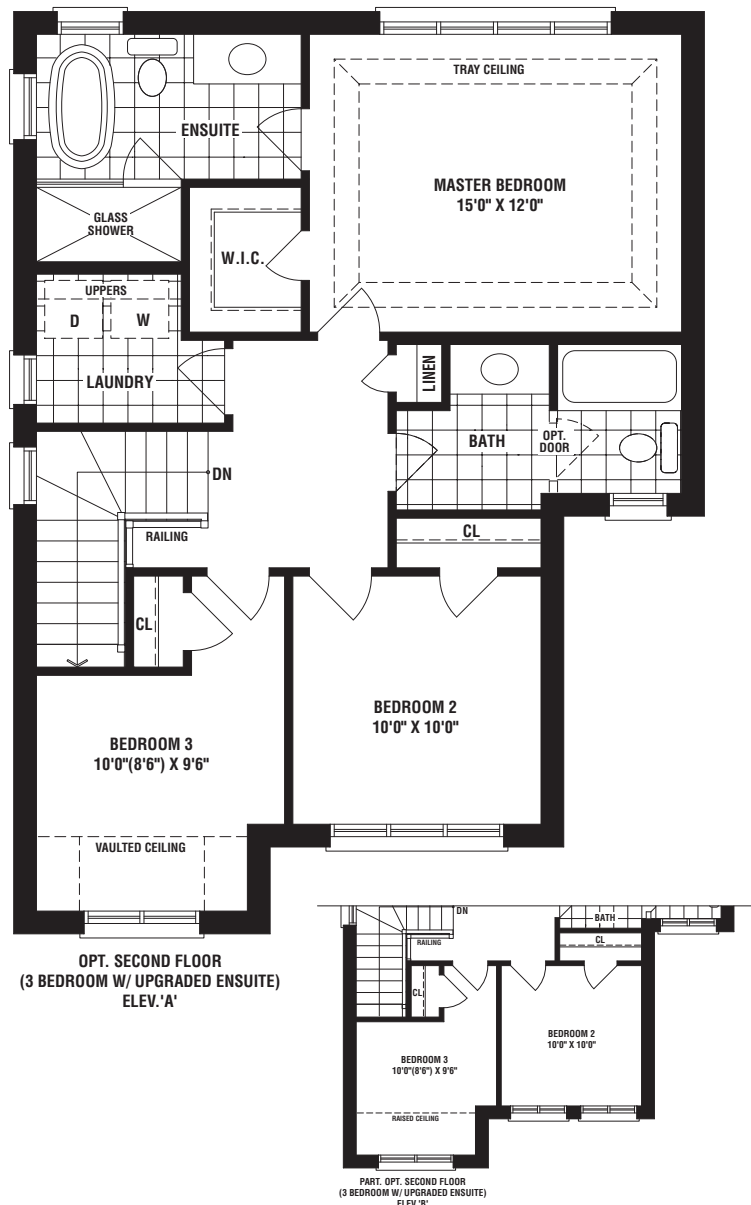 TRAY CEILING
ENSUITE
MASTER BEDROOM
15'0" X 12'0"
GLASS
SHOWER
W.I.C.
UPPERS
D
W
LAUNDRY
LINEN
BATH
OPT.
DOOR
DN
RAILING
CL
CL
BEDROOM 2
10'0" X 10'0"
BEDROOM 3
10'0"(8'6") X 9'6"
VAULTED CEILING
OPT. SECOND FLOOR
(3 BEDROOM W/ UPGRADED ENSUITE)
ELEV.'A'
DN
BATH
RAILING
CL
CL
BEDROOM 2
10'0" X 10'0"
BEDROOM 3
10'0"(8'6") X 9'6"
RAISED CEILING
PART. OPT. SECOND FLOOR
(3 BEDROOM W/ UPGRADED ENSUITE)
ELEV.'B'